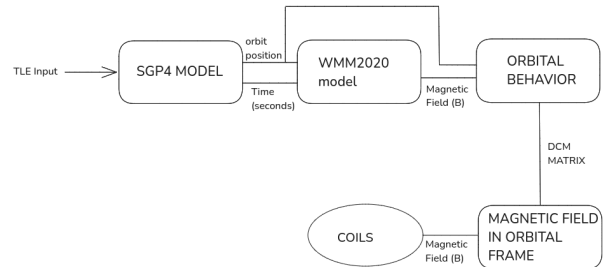 TLE Input
SGP4 MODEL
orbit
position
Time
(seconds)
WMM2020
model
Magnetic
Field (B)
ORBITAL
BEHAVIOR
DCM
MATRIX
MAGNETIC FIELD
IN ORBITAL
FRAME
Magnetic
Field (B)
COILS